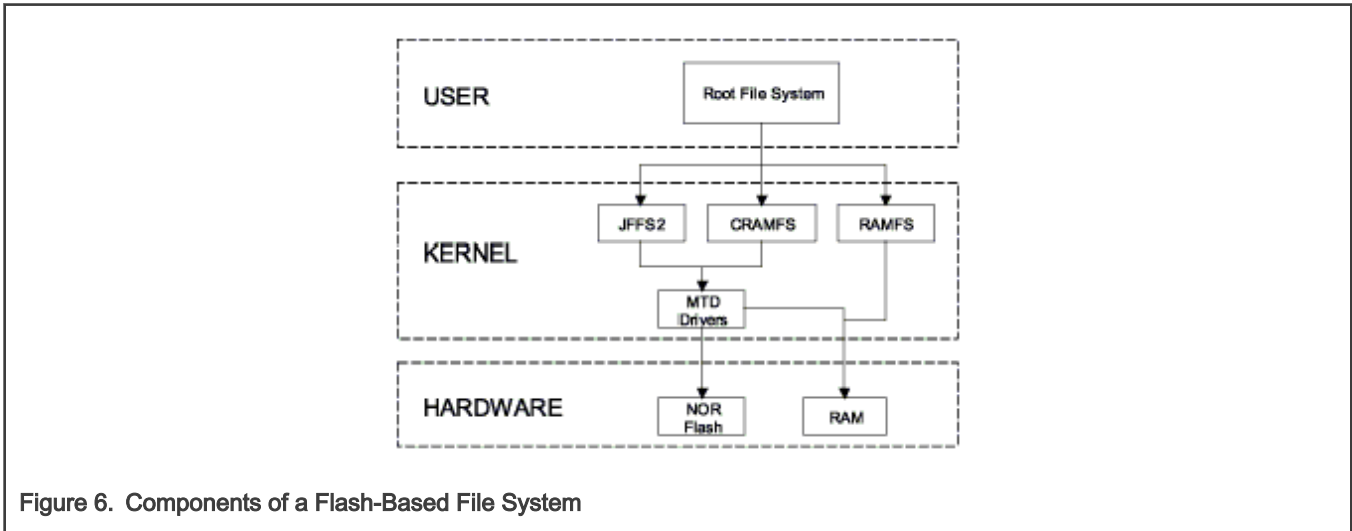 USER
Root File System
KERNEL
JFFS2
CRAMFS
RAMFS
MTD
Drivers
HARDWARE
NOR
Flash
RAM
Figure 6. Components of a Flash-Based File System